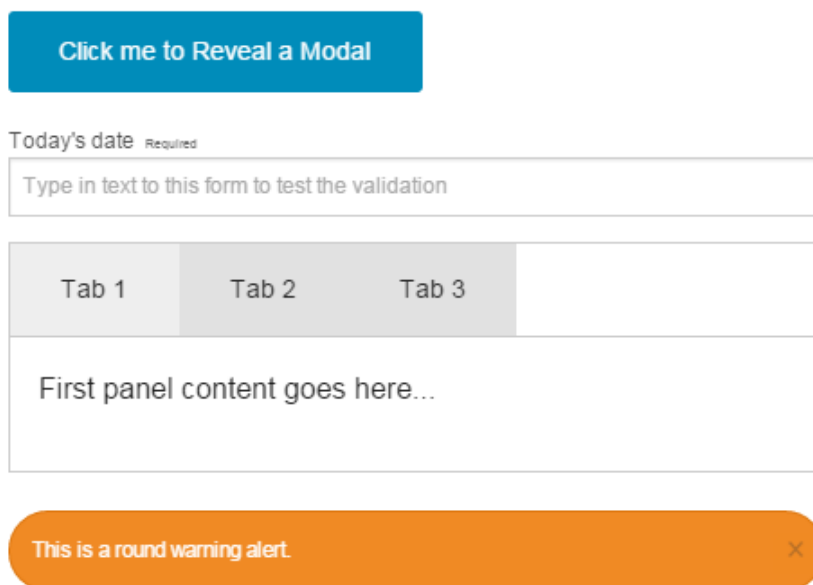 Click me to Reveal a Modal
Today's date Required
Type in text to this form to test the validation
Tab 1 Tab 2 Tab 3
First panel content goes here...
This is a round warning alert. ×